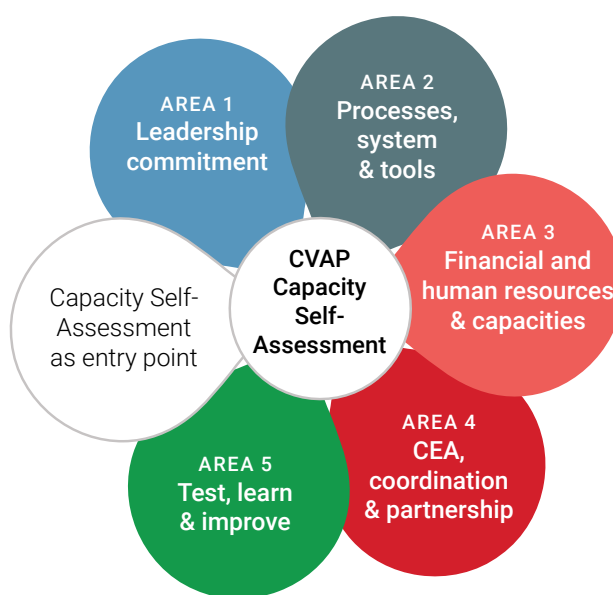 AREA 1
Leadership
commitment
AREA 2
Processes,
system
& tools
AREA 3
Financial and
human resources
& capacities
AREA 4
CEA,
coordination
& partnership
AREA 5
Test, learn
& improve
Capacity Self-
Assessment
as entry point
CVAP
Capacity
Self-
Assessment